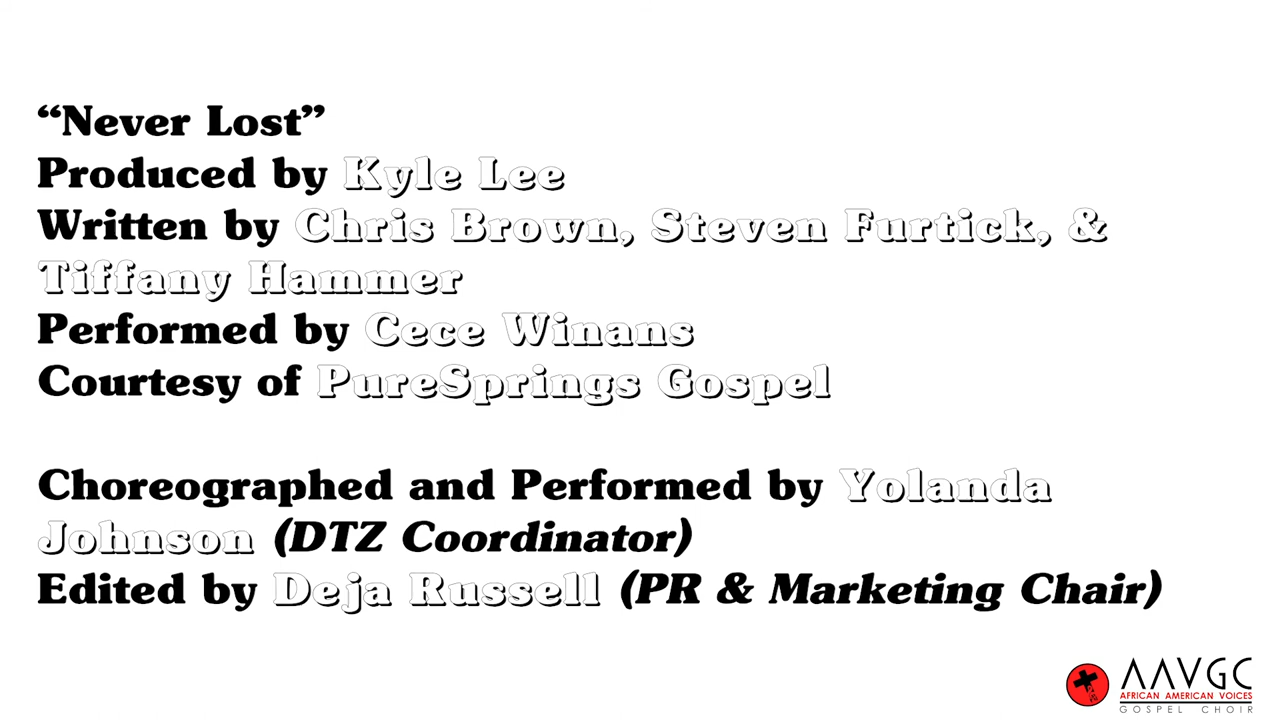 “Never Lost”
Produced by Kyle Lee
Written by Chris Brown, Steven Furtick, &
Tiffany Hammer
Performed by Cece Winans
Courtesy of PureSprings Gospel
Choreographed and Performed by Yolanda
Johnson (DTZ Coordinator)
Edited by Deja Russell (PR & Marketing Chair)
AAVGC
AFRICAN AMERICAN VOICES
GOSPEL CHOIR